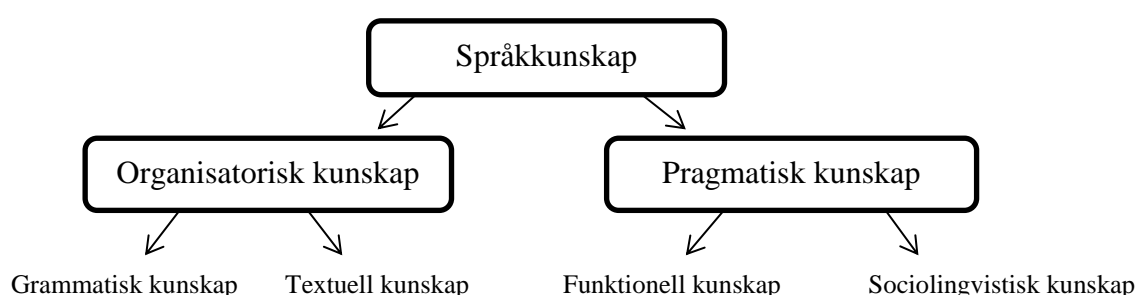 Språkkunskap
Organisatorisk kunskap Pragmatisk kunskap
Grammatisk kunskap Textuell kunskap Funktionell kunskap Sociolingvistisk kunskap